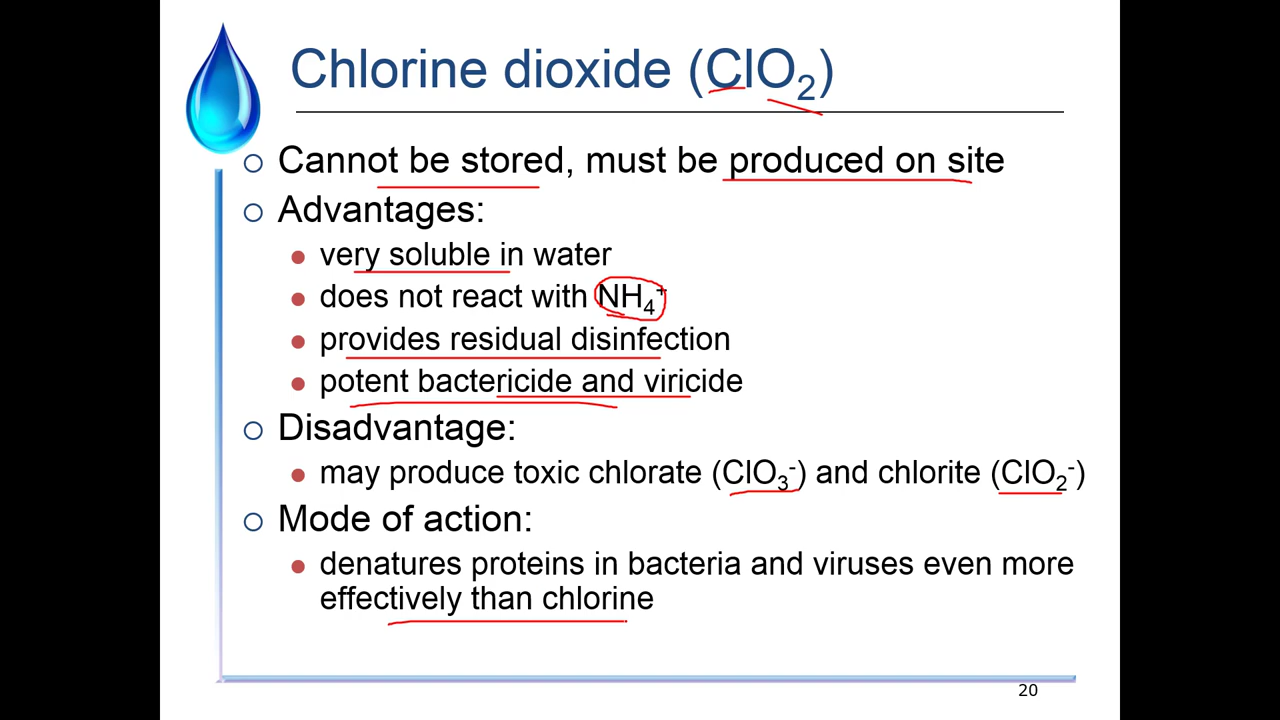 Chlorine dioxide (ClO₂)
Cannot be stored, must be produced on site
Advantages:
very soluble in water
does not react with NH₄⁺
provides residual disinfection
potent bactericide and viricide
Disadvantage:
may produce toxic chlorate (ClO₃⁻) and chlorite (ClO₂⁻)
Mode of action:
denatures proteins in bacteria and viruses even more
effectively than chlorine
20